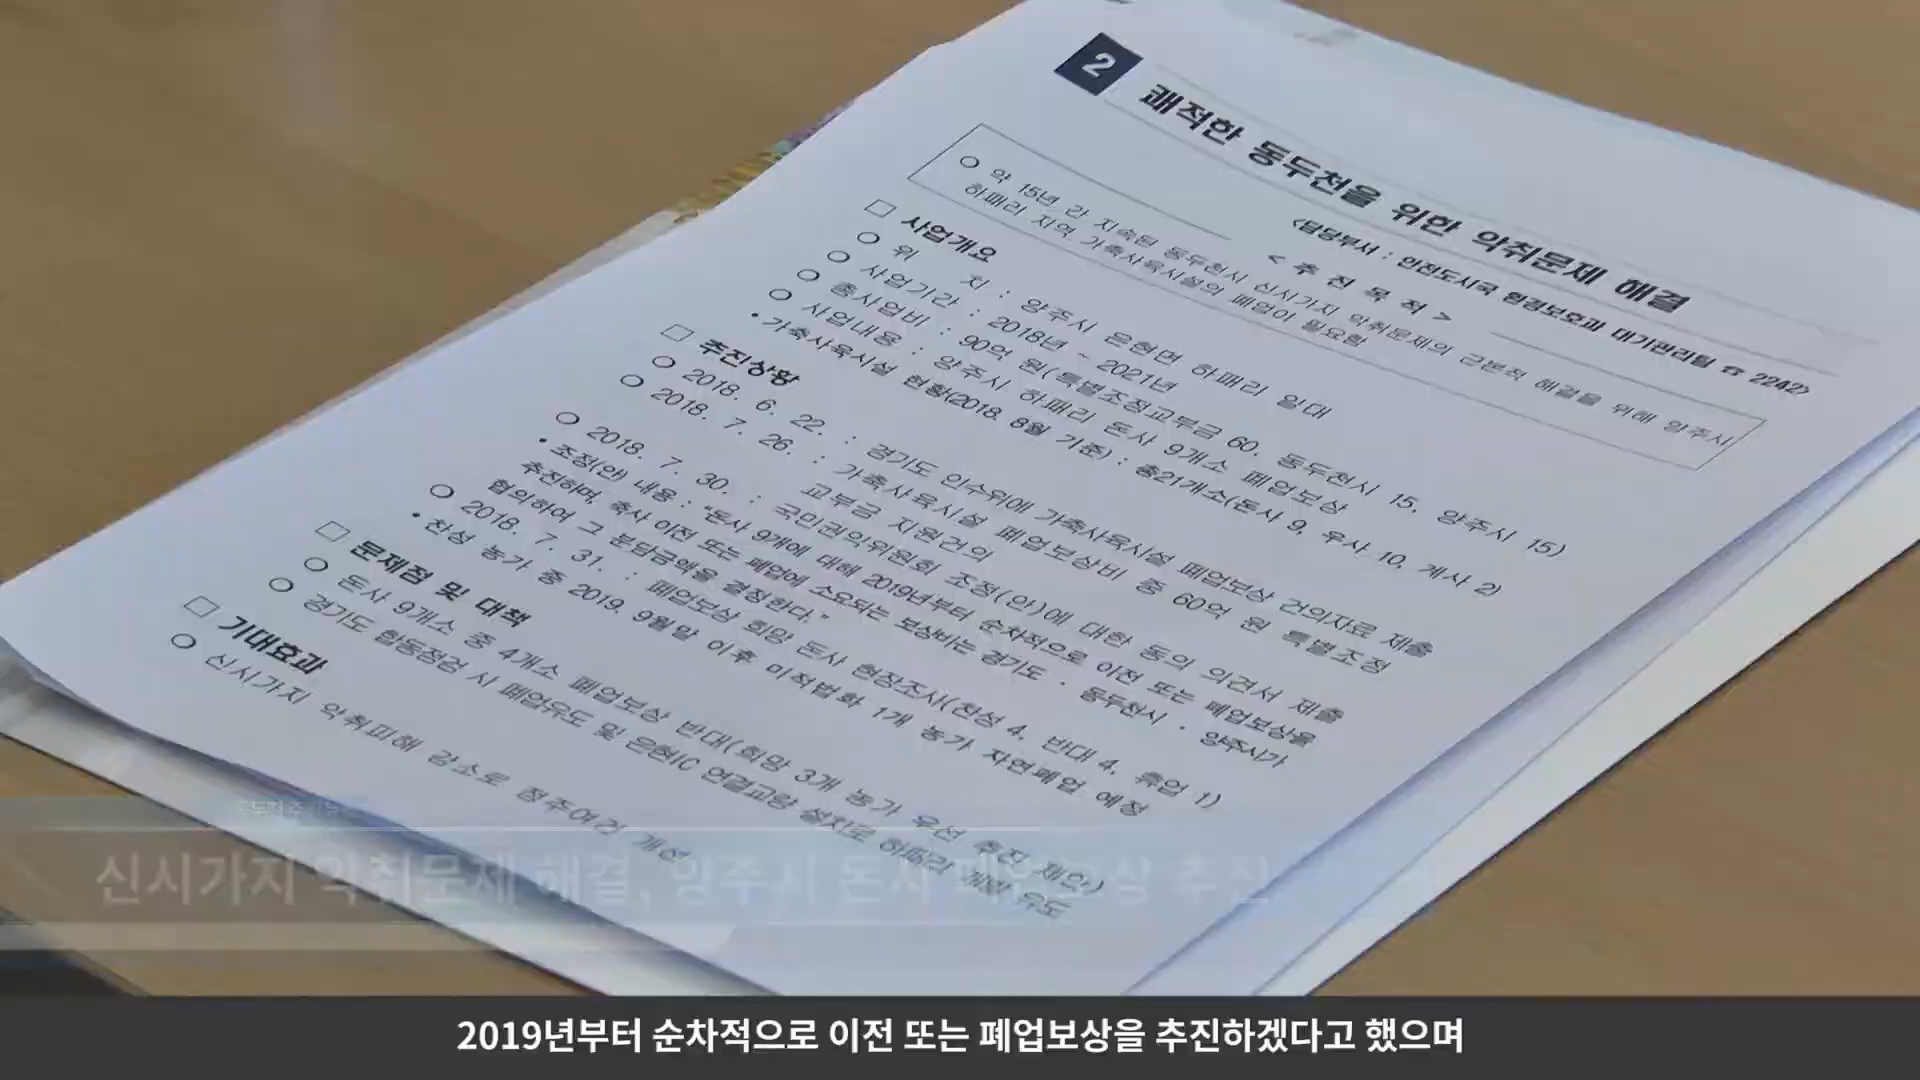 2
쾌적한 동두천을 위한 악취문제 해결
<담당부서 : 안전도시국 환경보호과 대기관리팀 ☎ 2242>
< 추 진 목 적 >
○ 약 15년 간 지속된 동두천시 신시가지 악취문제의 근본적 해결을 위해 양주시
하패리 지역 가축사육시설의 폐업이 필요함
□ 사업개요
○ 위 치 : 양주시 은현면 하패리 일대
○ 사업기간 : 2018년 ~ 2021년
○ 총사업비 : 90억 원(특별조정교부금 60, 동두천시 15, 양주시 15)
○ 사업내용 : 양주시 하패리 돈사 9개소 폐업보상
• 가축사육시설 현황(2018. 8월 기준) : 총21개소(돈사 9, 우사 10, 계사 2)
□ 추진상황
○ 2018. 6. 22. : 경기도 인수위에 가축사육시설 폐업보상 건의자료 제출
○ 2018. 7. 26. : 가축사육시설 폐업보상비 중 60억 원 특별조정
교부금 지원건의
○ 2018. 7. 30. : 국민권익위원회 조정(안)에 대한 동의 의견서 제출
• 조정(안) 내용 : "돈사 9개에 대해 2019년부터 순차적으로 이전 또는 폐업보상을
추진하며, 축사 이전 또는 폐업에 소요되는 보상비는 경기도 · 동두천시 · 양주시가
협의하여 그 분담금액을 결정한다."
○ 2018. 7. 31. : 폐업보상 희망 돈사 현장조사(찬성 4, 반대 4, 휴업 1)
• 찬성 농가 중 2019. 9월말 이후 미적법화 1개 농가 자연폐업 예정
□ 문제점 및 대책
○ 돈사 9개소 중 4개소 폐업보상 반대(희망 3개 농가 우선 추진 제안)
○ 경기도 합동점검 시 폐업유도 및 은현IC 연결교량 설치로 하패리 개발 유도
□ 기대효과
○ 신시가지 악취피해 감소로 정주여건 개선
신시가지 악취문제 해결, 양주시 돈사 폐업보상 추진
2019년부터 순차적으로 이전 또는 폐업보상을 추진하겠다고 했으며